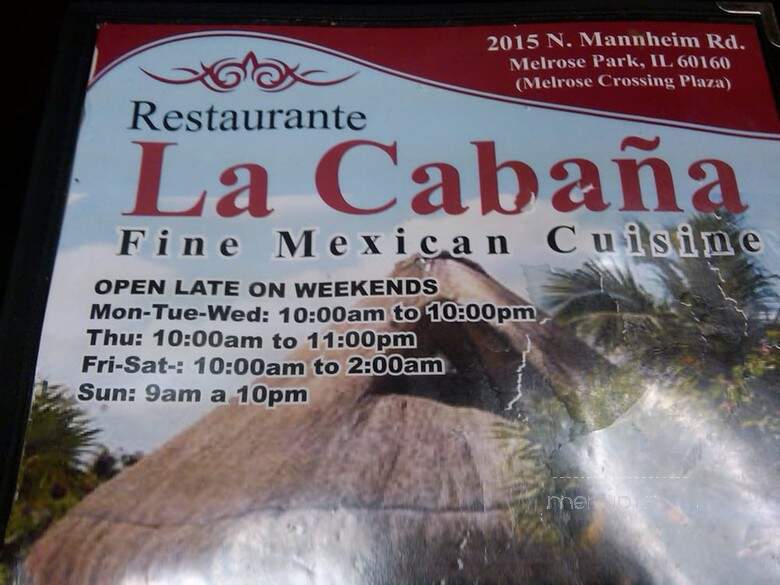 2015 N. Mannheim Rd.
Melrose Park, IL 60160
(Melrose Crossing Plaza)
Restaurante
La Cabaña
Fine Mexican Cuisine
OPEN LATE ON WEEKENDS
Mon-Tue-Wed: 10:00am to 10:00pm
Thu: 10:00am to 11:00pm
Fri-Sat-: 10:00am to 2:00am
Sun: 9am a 10pm